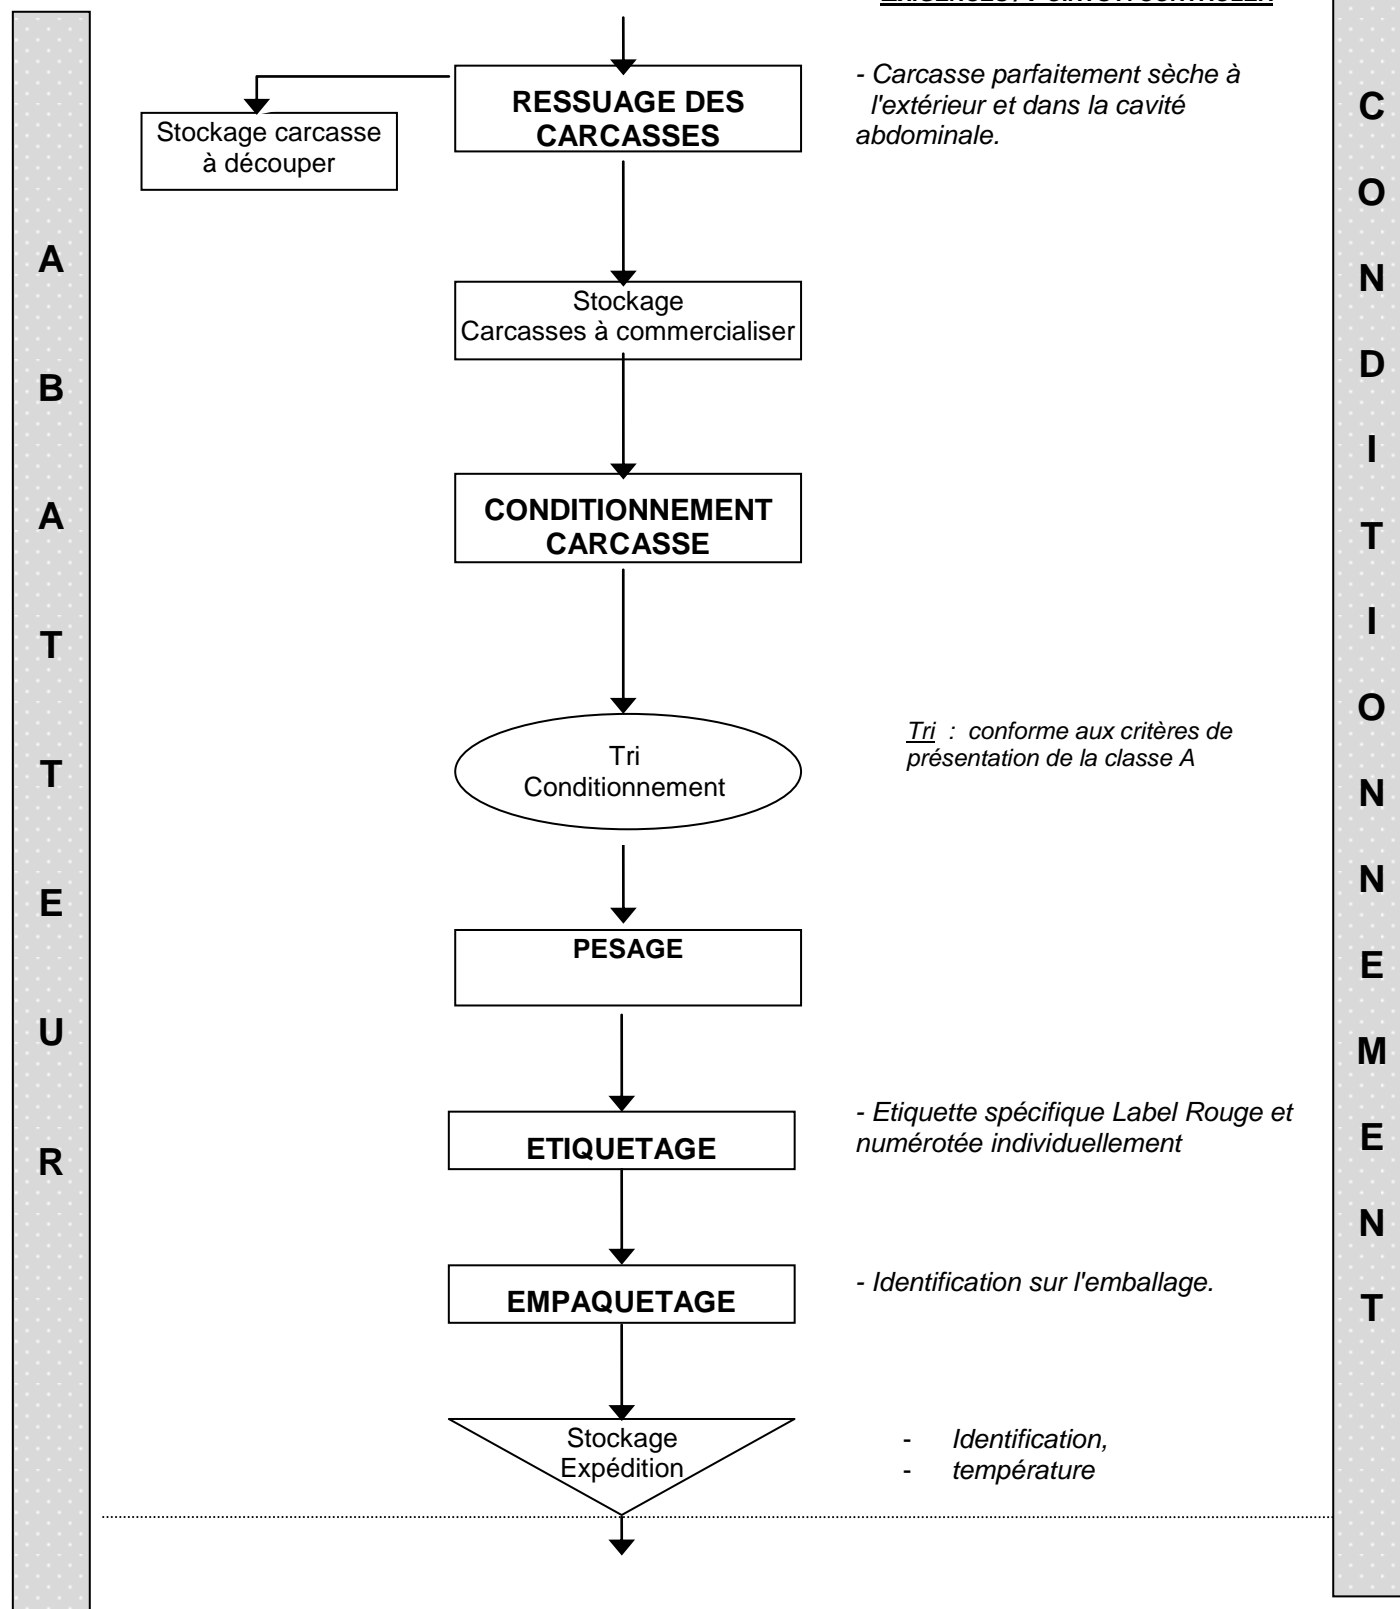 RESSUAGE DES
CARCASSES
- Carcasse parfaitement sèche à
l'extérieur et dans la cavité
abdominale.
Stockage carcasse
à découper
Stockage
Carcasses à commercialiser
CONDITIONNEMENT
CARCASSE
Tri
Conditionnement
Tri : conforme aux critères de
présentation de la classe A
PESAGE
ETIQUETAGE
- Etiquette spécifique Label Rouge et
numérotée individuellement
EMPAQUETAGE
- Identification sur l'emballage.
Stockage
Expédition
- Identification,
- température
A
B
A
T
T
E
U
R
C
O
N
D
I
T
I
O
N
N
E
M
E
N
T